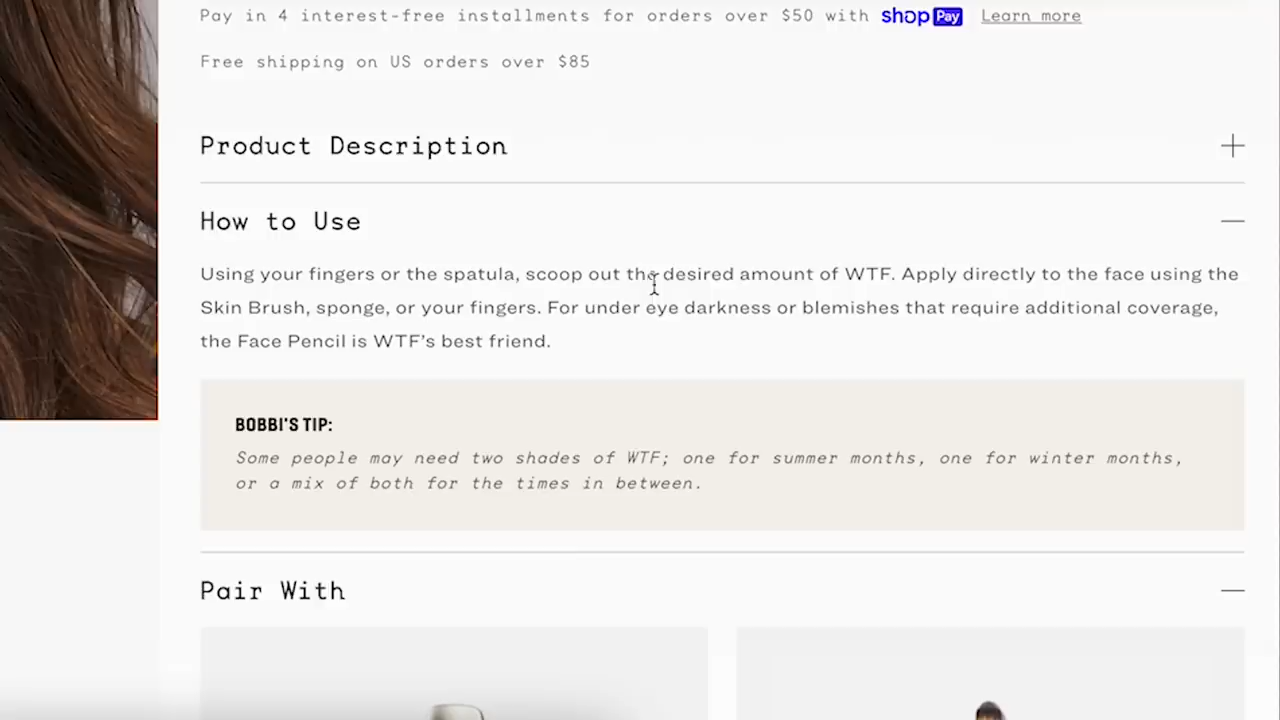 Pay in 4 interest-free installments for orders over $50 with shop Pay Learn more
Free shipping on US orders over $85
Product Description
How to Use
Using your fingers or the spatula, scoop out the desired amount of WTF. Apply directly to the face using the
Skin Brush, sponge, or your fingers. For under eye darkness or blemishes that require additional coverage,
the Face Pencil is WTF's best friend.
BOBBI'S TIP:
Some people may need two shades of WTF; one for summer months, one for winter months,
or a mix of both for the times in between.
Pair With